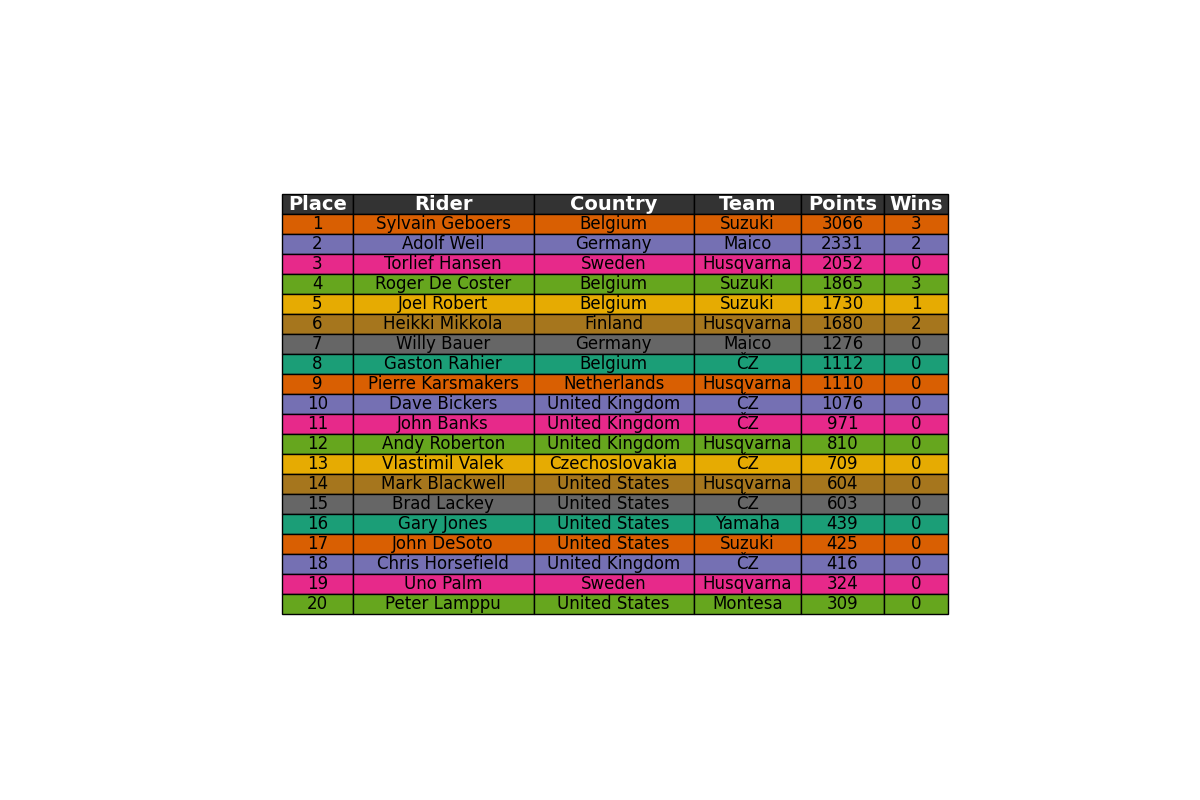 Place Rider Country Team Points Wins
1 Sylvain Geboers Belgium Suzuki 3066 3
2 Adolf Weil Germany Maico 2331 2
3 Torlief Hansen Sweden Husqvarna 2052 0
4 Roger De Coster Belgium Suzuki 1865 3
5 Joel Robert Belgium Suzuki 1730 1
6 Heikki Mikkola Finland Husqvarna 1680 2
7 Willy Bauer Germany Maico 1276 0
8 Gaston Rahier Belgium ČZ 1112 0
9 Pierre Karsmakers Netherlands Husqvarna 1110 0
10 Dave Bickers United Kingdom ČZ 1076 0
11 John Banks United Kingdom ČZ 971 0
12 Andy Roberton United Kingdom Husqvarna 810 0
13 Vlastimil Valek Czechoslovakia ČZ 709 0
14 Mark Blackwell United States Husqvarna 604 0
15 Brad Lackey United States ČZ 603 0
16 Gary Jones United States Yamaha 439 0
17 John DeSoto United States Suzuki 425 0
18 Chris Horsefield United Kingdom ČZ 416 0
19 Uno Palm Sweden Husqvarna 324 0
20 Peter Lamppu United States Montesa 309 0